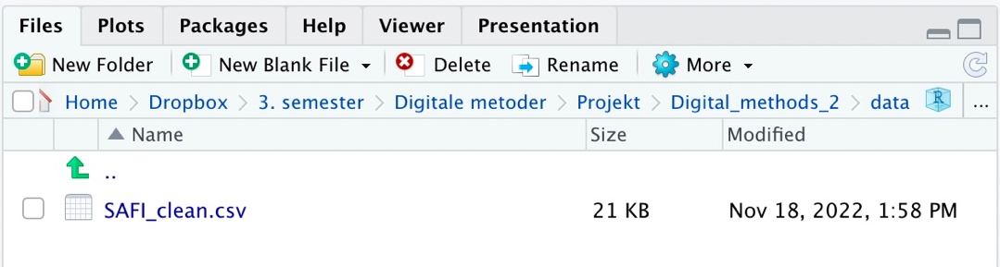 Files Plots Packages Help Viewer Presentation
New Folder New Blank File Delete Rename More
Home > Dropbox > 3. semester > Digitale metoder > Projekt > Digital_methods_2 > data R ...
Name Size Modified
..
SAFI_clean.csv 21 KB Nov 18, 2022, 1:58 PM